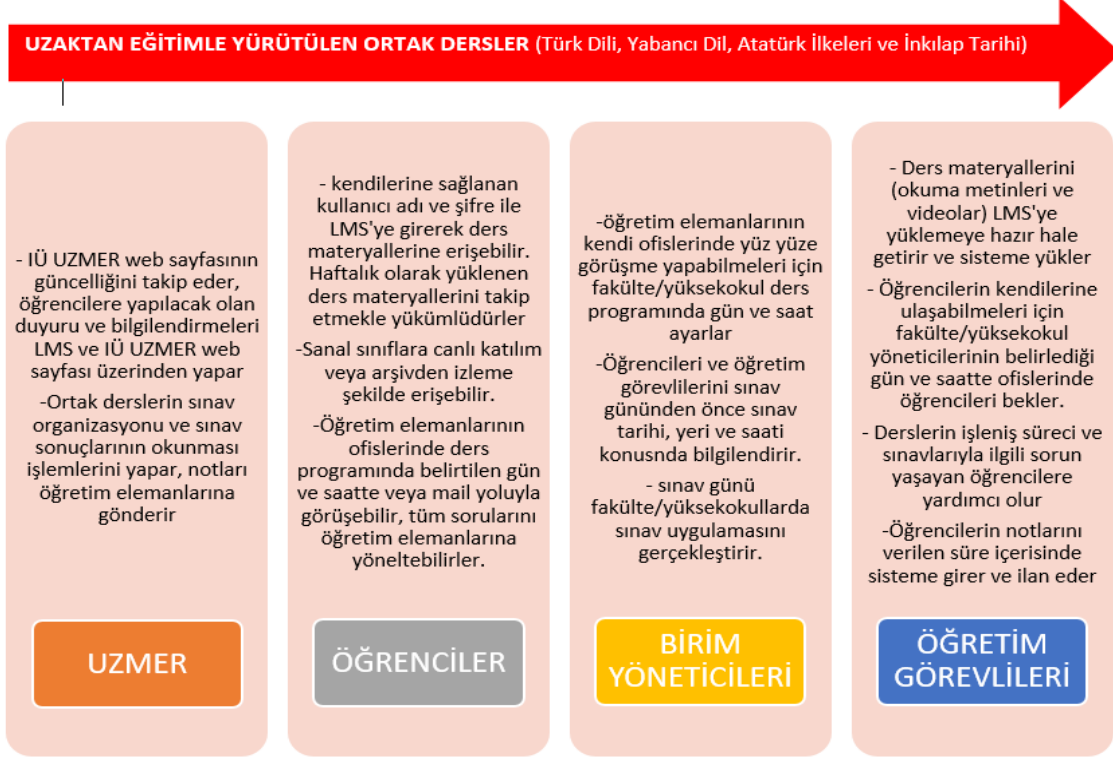 UZAKTAN EĞİTİMLE YÜRÜTÜLEN ORTAK DERSLER (Türk Dili, Yabancı Dil, Atatürk İlkeleri ve İnkılap Tarihi)
- IÜ UZMER web sayfasının
güncelliğini takip eder,
öğrencilere yapılacak olan
duyuru ve bilgilendirmeleri
LMS ve IÜ UZMER web
sayfası üzerinden yapar
-Ortak derslerin sınav
organizasyonu ve sınav
sonuçlarının okunması
işlemlerini yapar, notları
öğretim elemanlarına
gönderir
UZMER
- kendilerine sağlanan
kullanıcı adı ve şifre ile
LMS'ye girerek ders
materyallerine erişebilir.
Haftalık olarak yüklenen
ders materyallerini takip
etmekle yükümlüdürler
-Sanal sınıflara canlı katılım
veya arşivden izleme
şekilde erişebilir.
-Öğretim elemanlarının
ofislerinde ders
programında belirtilen gün
ve saatte veya mail yoluyla
görüşebilir, tüm sorularını
öğretim elemanlarına
yöneltebilirler.
ÖĞRENCİLER
-öğretim elemanlarının
kendi ofislerinde yüz yüze
görüşme yapabilmeleri için
fakülte/yüksekokul ders
programında gün ve saat
ayarlar
-Öğrencileri ve öğretim
görevlilerini sınav
gününden önce sınav
tarihi, yeri ve saati
konusnda bilgilendirir.
- sınav günü
fakülte/yüksekokullarda
sınav uygulamasını
gerçekleştirir.
BİRİM
YÖNETİCİLERİ
- Ders materyallerini
(okuma metinleri ve
videolar) LMS'ye
yüklemeye hazır hale
getirir ve sisteme yükler
- Öğrencilerin kendilerine
ulaşabilmeleri için
fakülte/yüksekokul
yöneticilerinin belirlediği
gün ve saatte ofislerinde
öğrencileri bekler.
- Derslerin işleniş süreci ve
sınavlarıyla ilgili sorun
yaşayan öğrencilere
yardımcı olur
-Öğrencilerin notlarını
verilen süre içerisinde
sisteme girer ve ilan eder
ÖĞRETİM
GÖREVLİLERİ